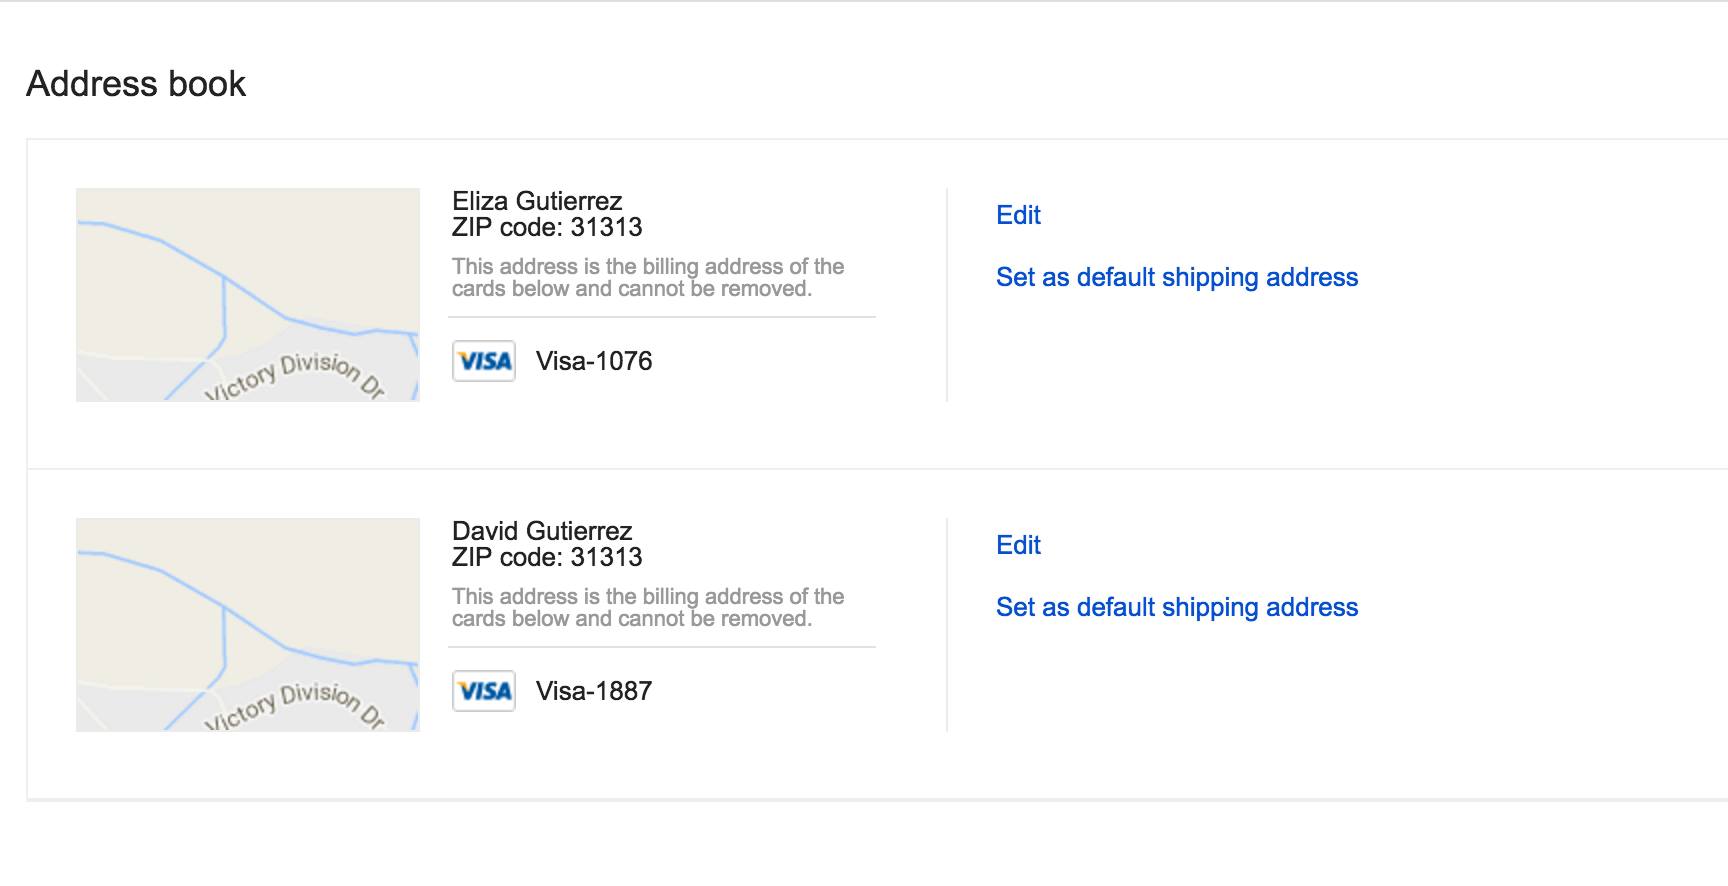 Address book
Eliza Gutierrez
ZIP code: 31313
This address is the billing address of the
cards below and cannot be removed.
VISA Visa-1076
Edit
Set as default shipping address
Victory Division Dr
David Gutierrez
ZIP code: 31313
This address is the billing address of the
cards below and cannot be removed.
VISA Visa-1887
Edit
Set as default shipping address
Victory Division Dr